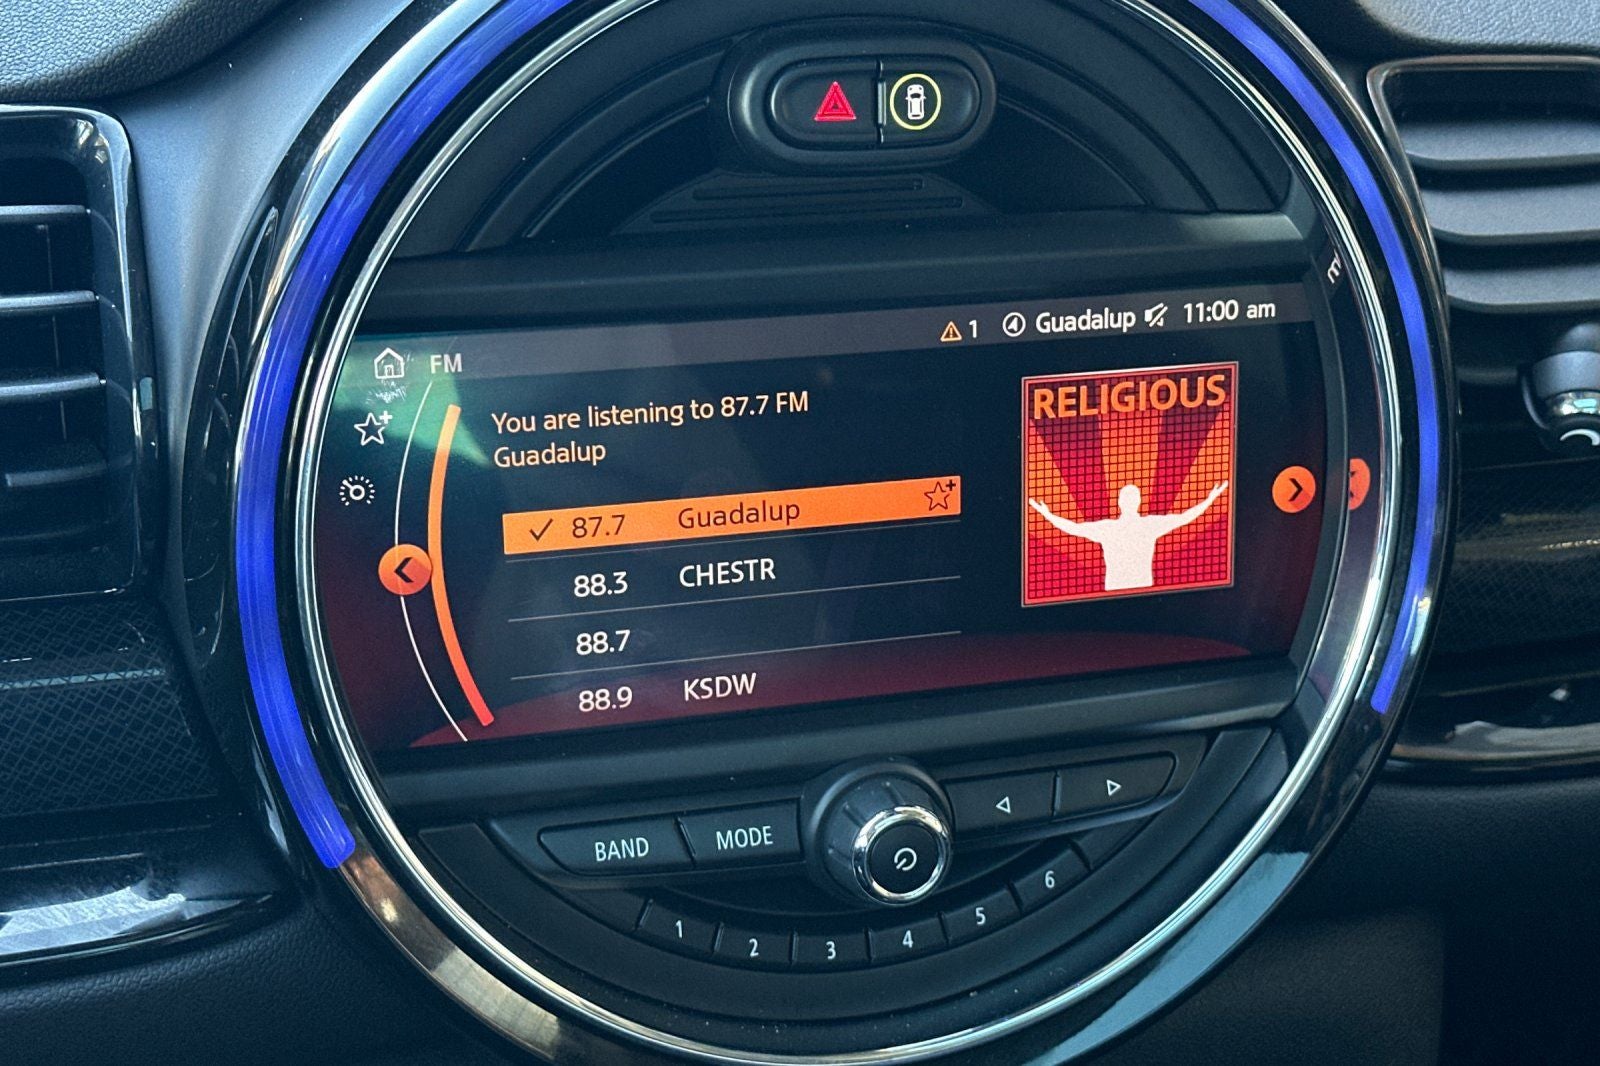 1 4 Guadalup 11:00 am
FM
You are listening to 87.7 FM
Guadalup
RELIGIOUS
87.7 Guadalup
88.3 CHESTR
88.7
88.9 KSDW
BAND MODE
1 2 3 4 5 6